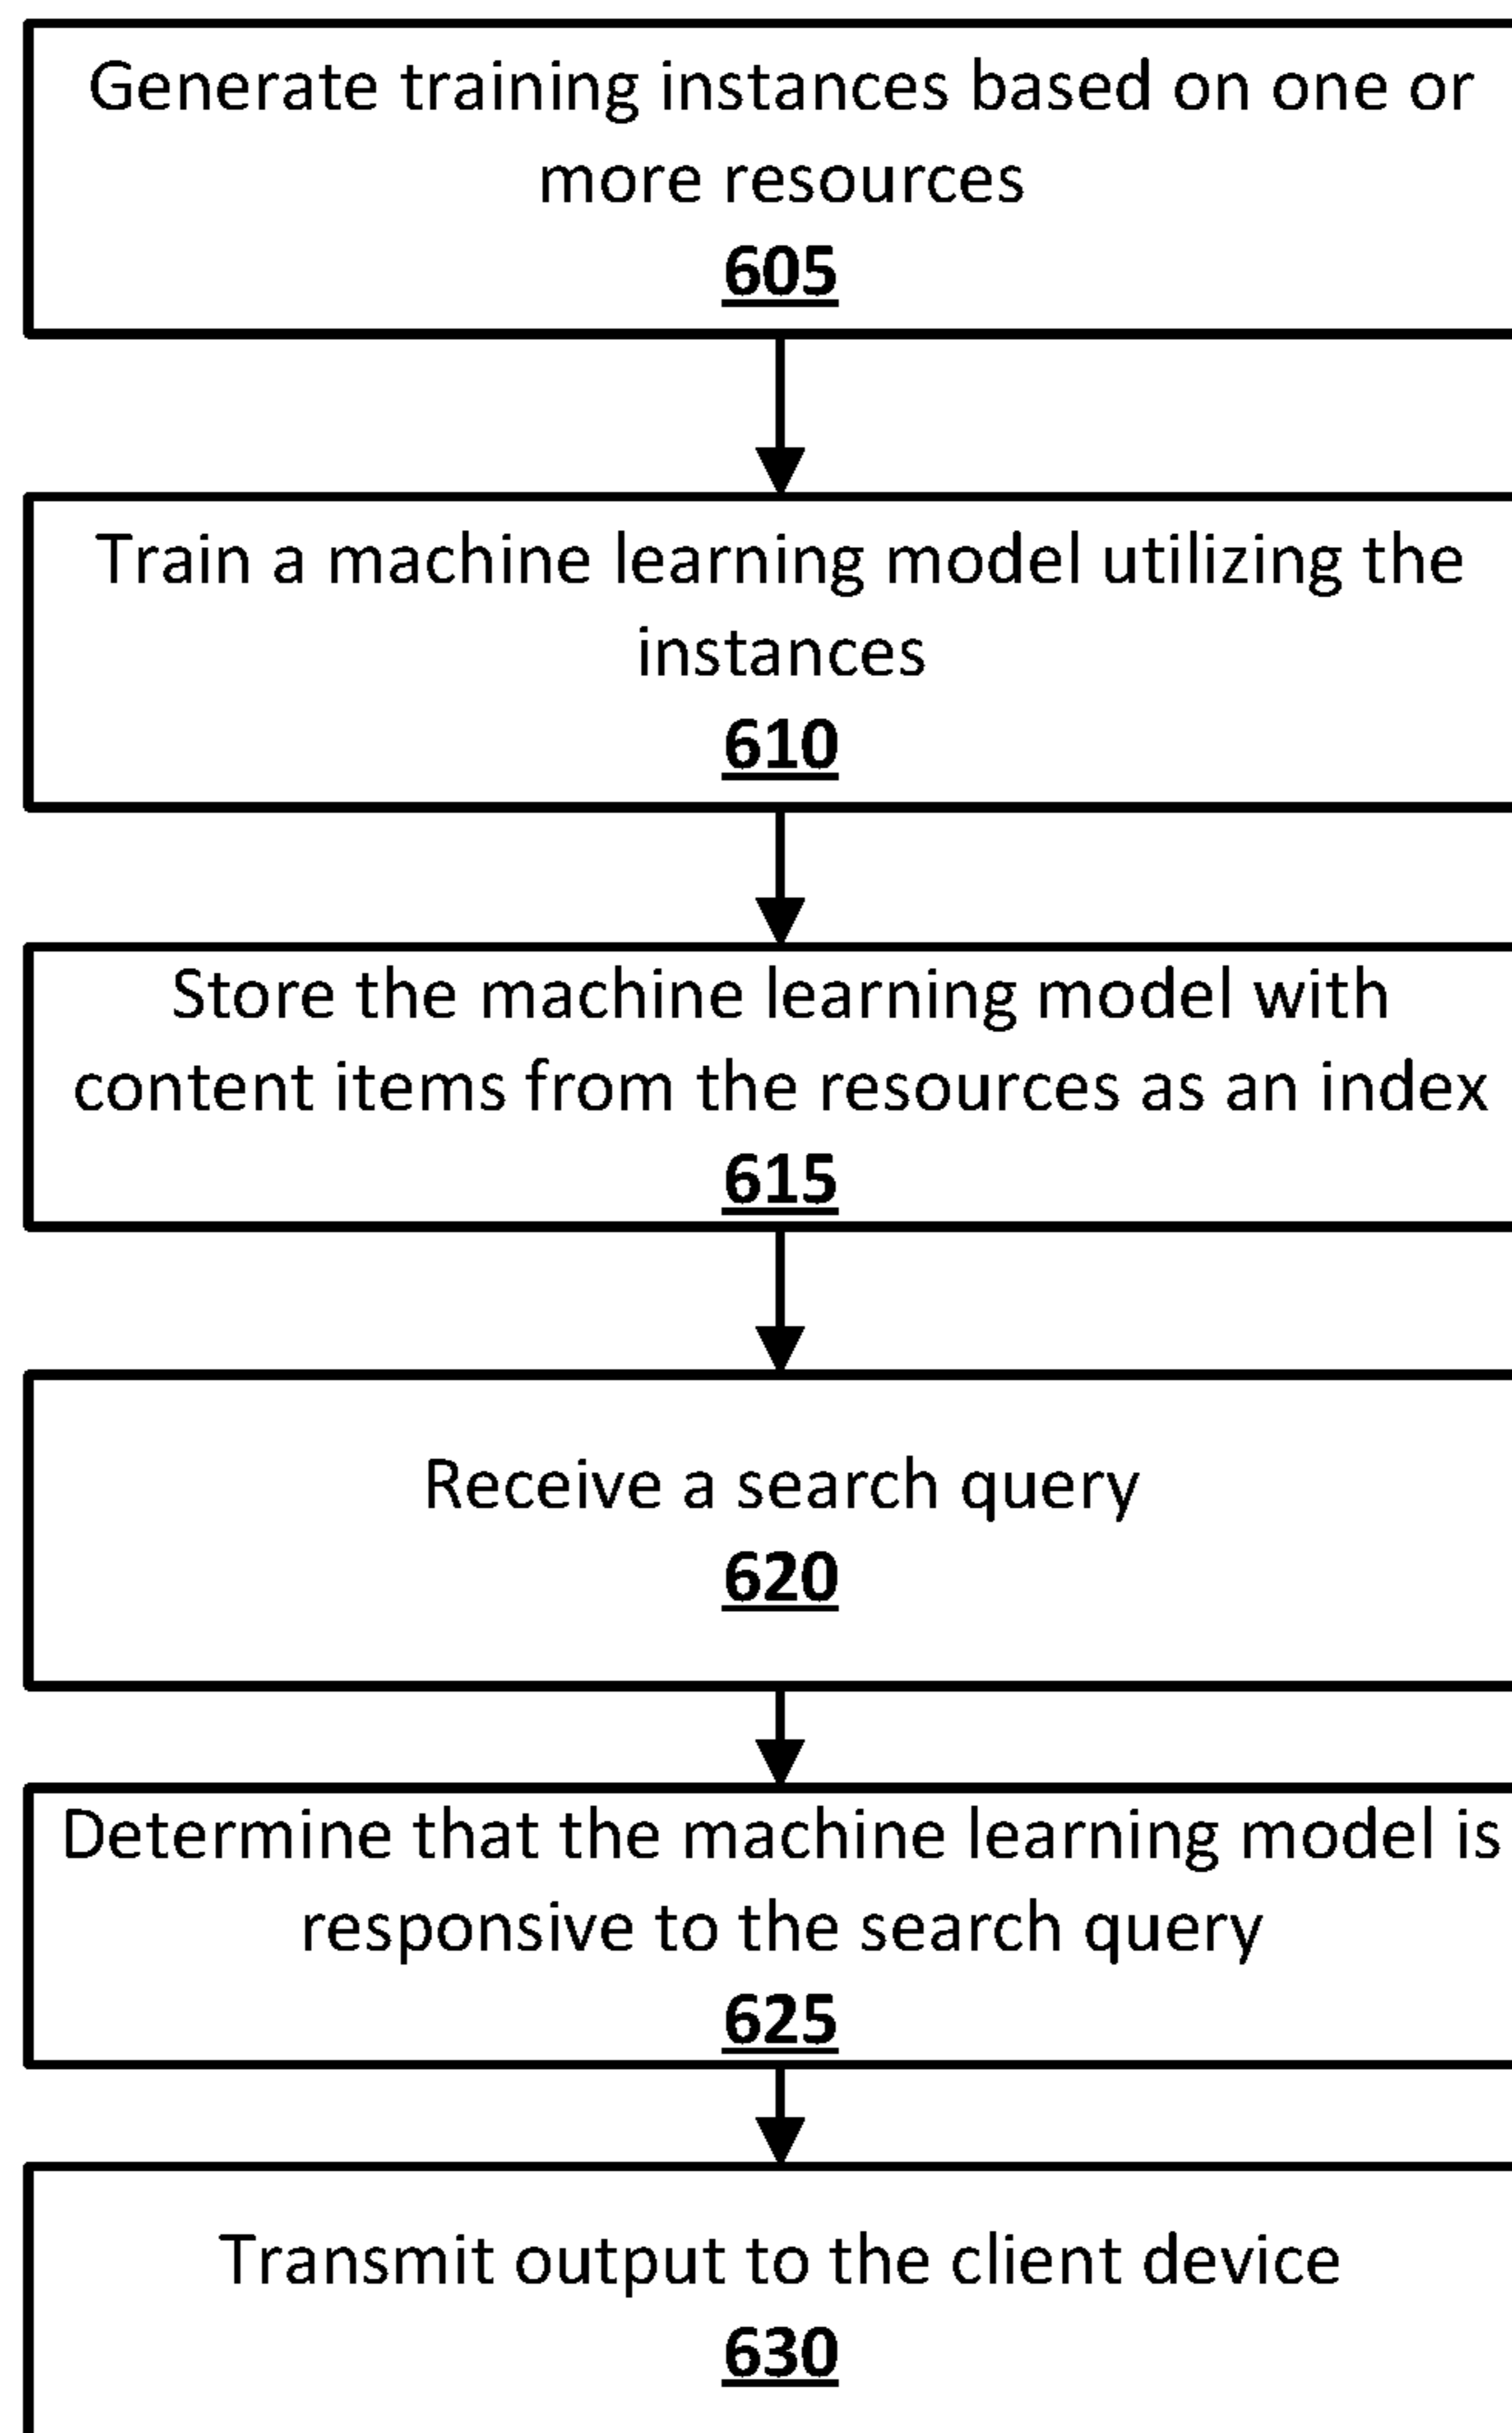 Generate training instances based on one or
more resources
605
Train a machine learning model utilizing the
instances
610
Store the machine learning model with
content items from the resources as an index
615
Receive a search query
620
Determine that the machine learning model is
responsive to the search query
625
Transmit output to the client device
630